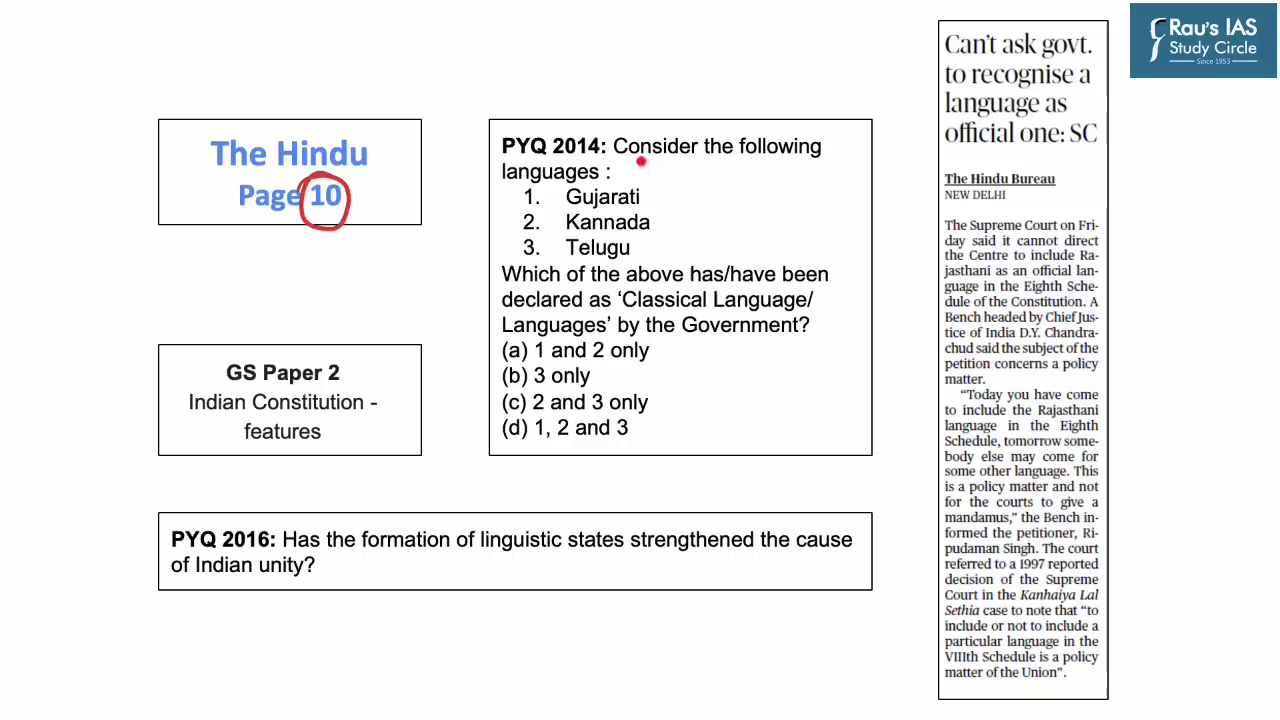 Rau's IAS
Study Circle
Since 1953
The Hindu
Page 10
GS Paper 2
Indian Constitution -
features
PYQ 2014: Consider the following
languages :
1. Gujarati
2. Kannada
3. Telugu
Which of the above has/have been
declared as ‘Classical Language/
Languages’ by the Government?
(a) 1 and 2 only
(b) 3 only
(c) 2 and 3 only
(d) 1, 2 and 3
PYQ 2016: Has the formation of linguistic states strengthened the cause
of Indian unity?
Can't ask govt.
to recognise a
language as
official one: SC
The Hindu Bureau
NEW DELHI
The Supreme Court on Fri-
day said it cannot direct
the Centre to include Ra-
jasthani as an official lan-
guage in the Eighth Sche-
dule of the Constitution. A
Bench headed by Chief Jus-
tice of India D.Y. Chandra-
chud said the subject of the
petition concerns a policy
matter.
“Today you have come
to include the Rajasthani
language in the Eighth
Schedule, tomorrow some-
body else may come for
some other language. This
is a policy matter and not
for the courts to give a
mandamus,” the Bench in-
formed the petitioner, Ri-
pudaman Singh. The court
referred to a 1997 reported
decision of the Supreme
Court in the Kanhaiya Lal
Sethia case to note that “to
include or not to include a
particular language in the
VIIIth Schedule is a policy
matter of the Union”.